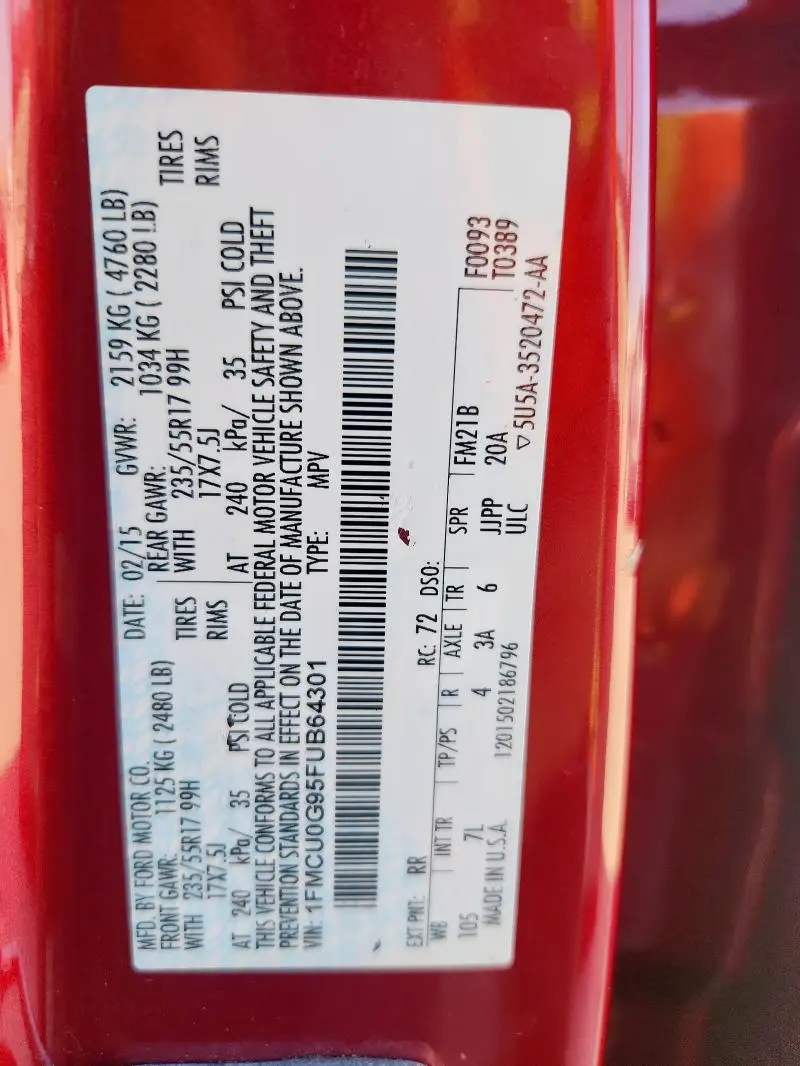 MFD. BY FORD MOTOR CO.
DATE: 02/15 GVWR: 2159 KG ( 4760 LB)
FRONT GAWR: 1125 KG ( 2480 LB) REAR GAWR: 1034 KG ( 2280 LB)
WITH 235/55R17 99H TIRES WITH 235/55R17 99H TIRES
17X7.5J RIMS 17X7.5J RIMS
AT 240 kPa/ 35 PSI COLD AT 240 kPa/ 35 PSI COLD
THIS VEHICLE CONFORMS TO ALL APPLICABLE FEDERAL MOTOR VEHICLE SAFETY AND THEFT
PREVENTION STANDARDS IN EFFECT ON THE DATE OF MANUFACTURE SHOWN ABOVE.
VIN: 1FMCU0G95FUB64301 TYPE: MPV
F0093
T0389
EXT PNT: RR RC: 72 DSO:
WB INT TR TP/PS R AXLE TR SPR FM21B
105 7L 4 3A 6 JJPP 20A
ULC
MADE IN U.S.A. 1201502186796 ▽5U5A-3520472-AA